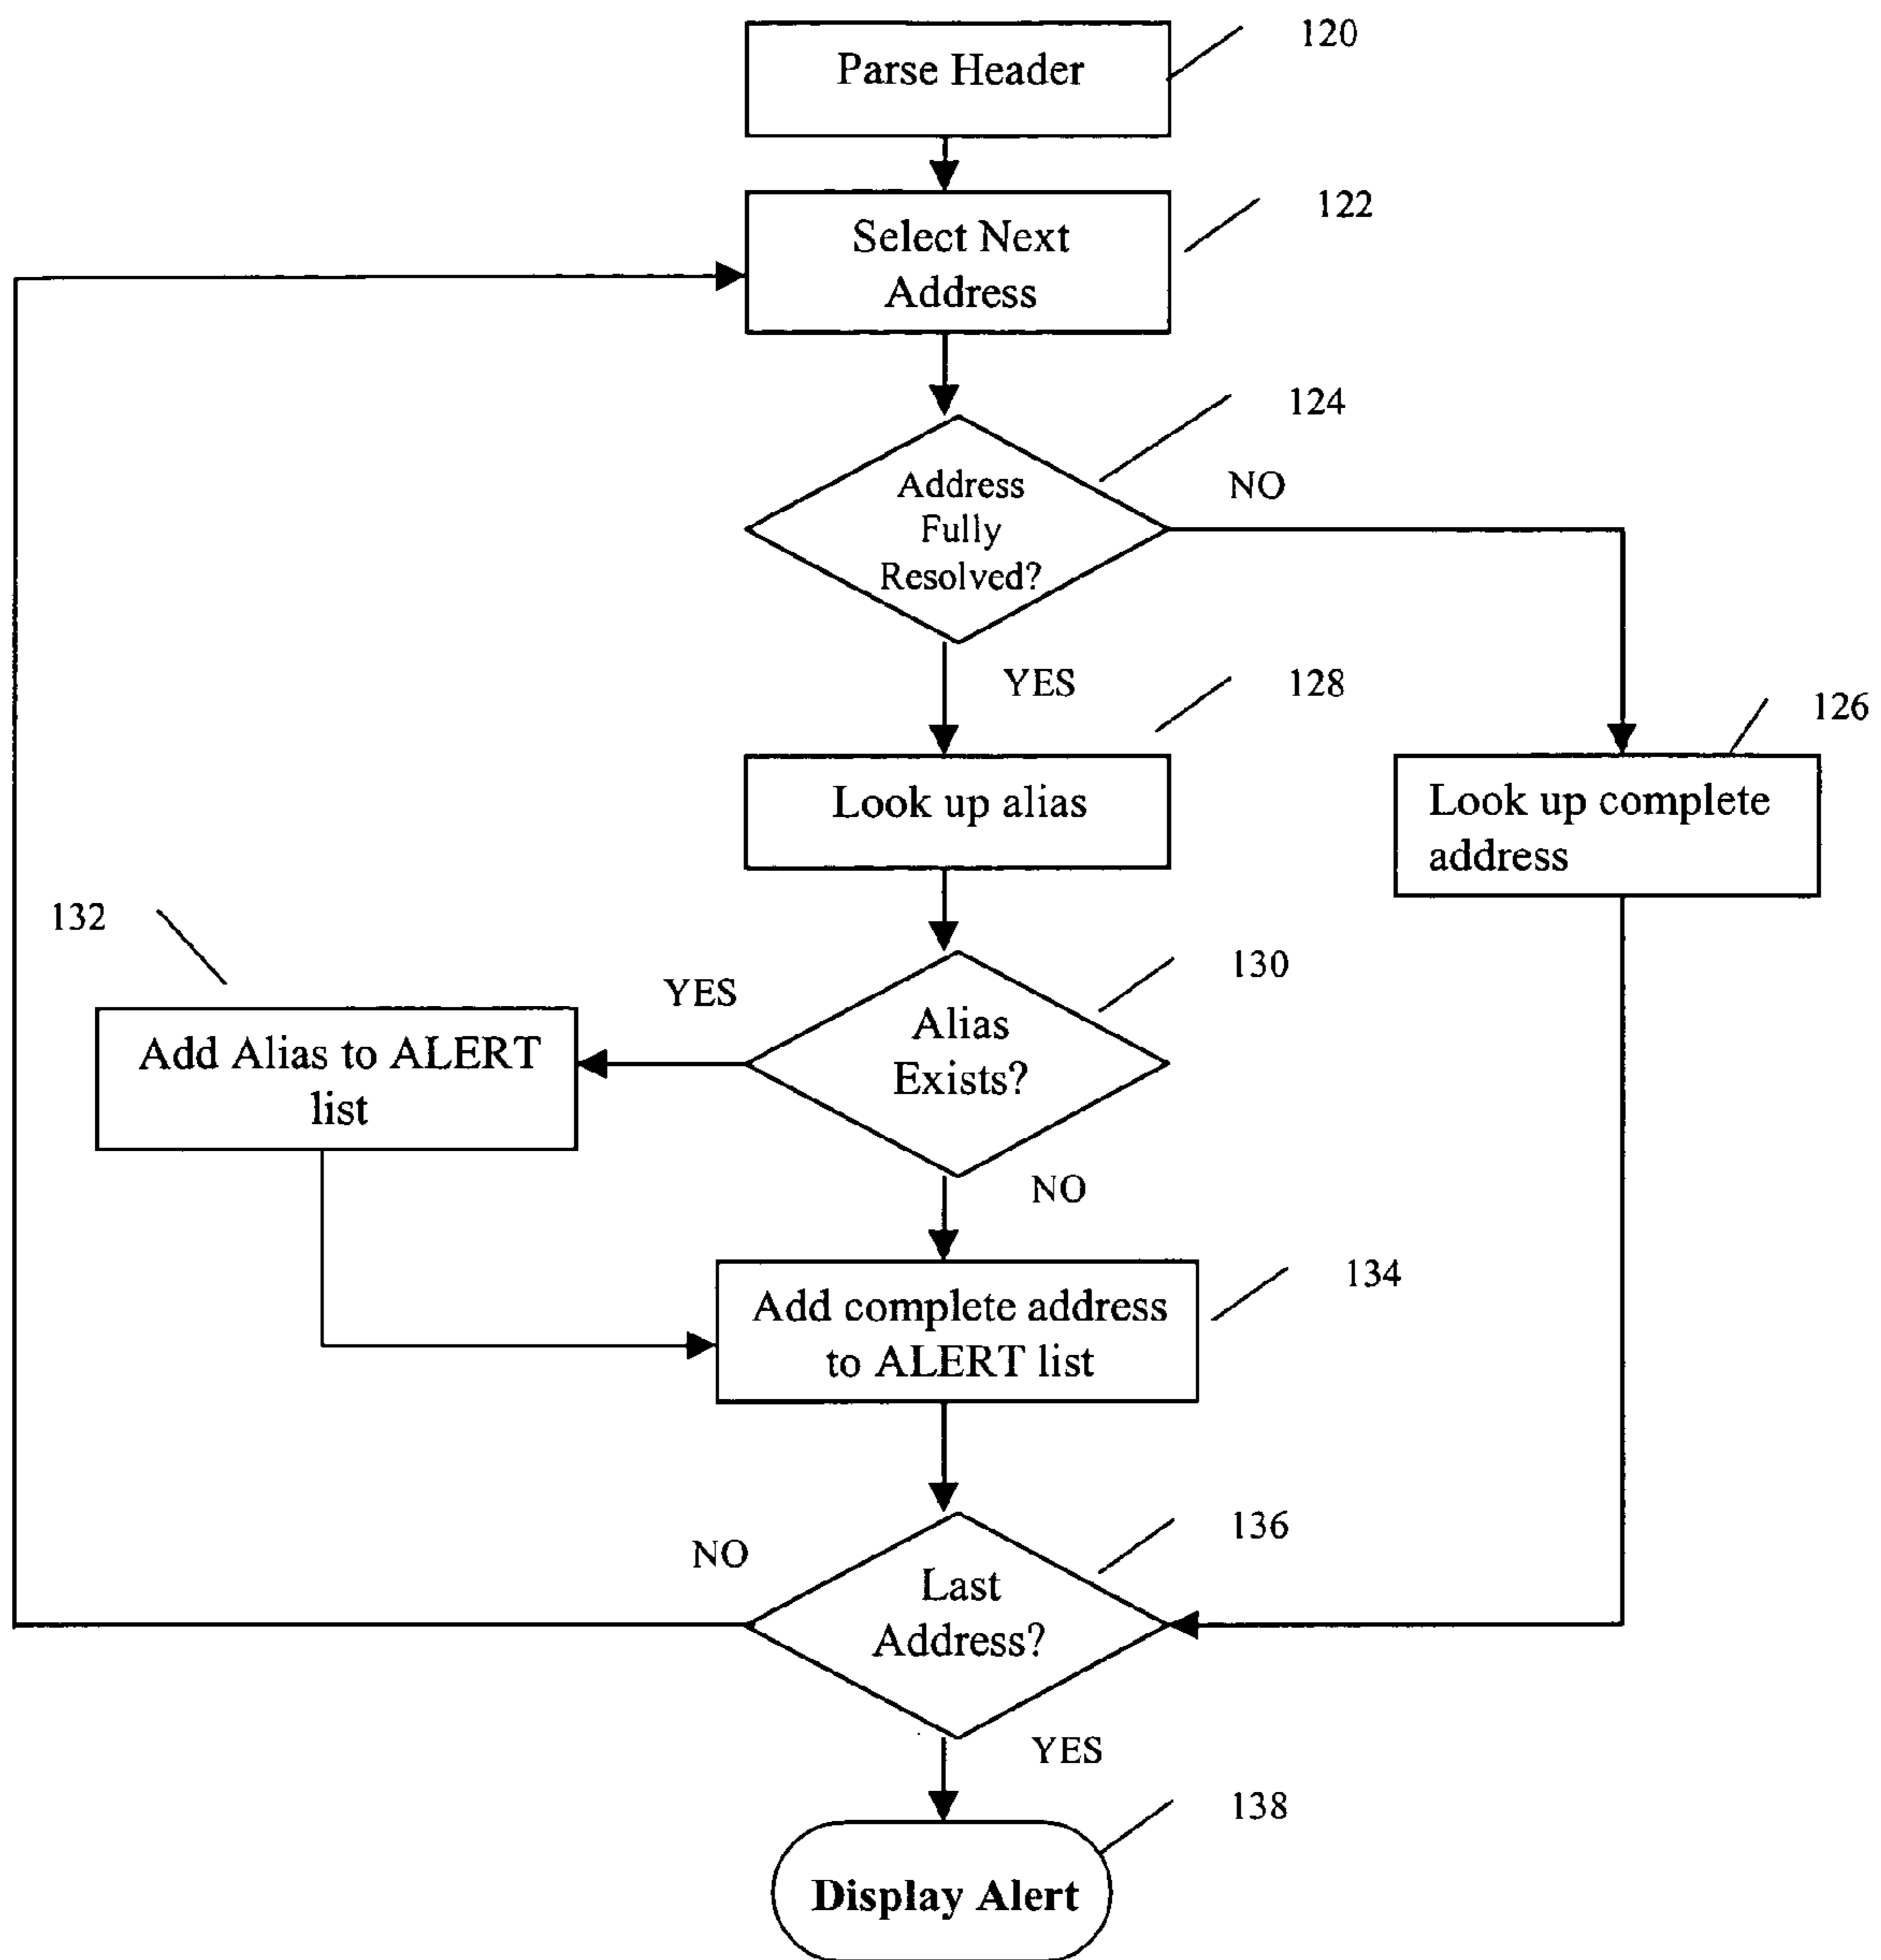 120
Parse Header
122
Select Next
Address
124
Address
Fully
Resolved?
NO
YES
128
126
Look up alias
Look up complete
address
132
130
YES
Alias
Exists?
Add Alias to ALERT
list
NO
134
Add complete address
to ALERT list
136
NO
Last
Address?
YES
138
Display Alert